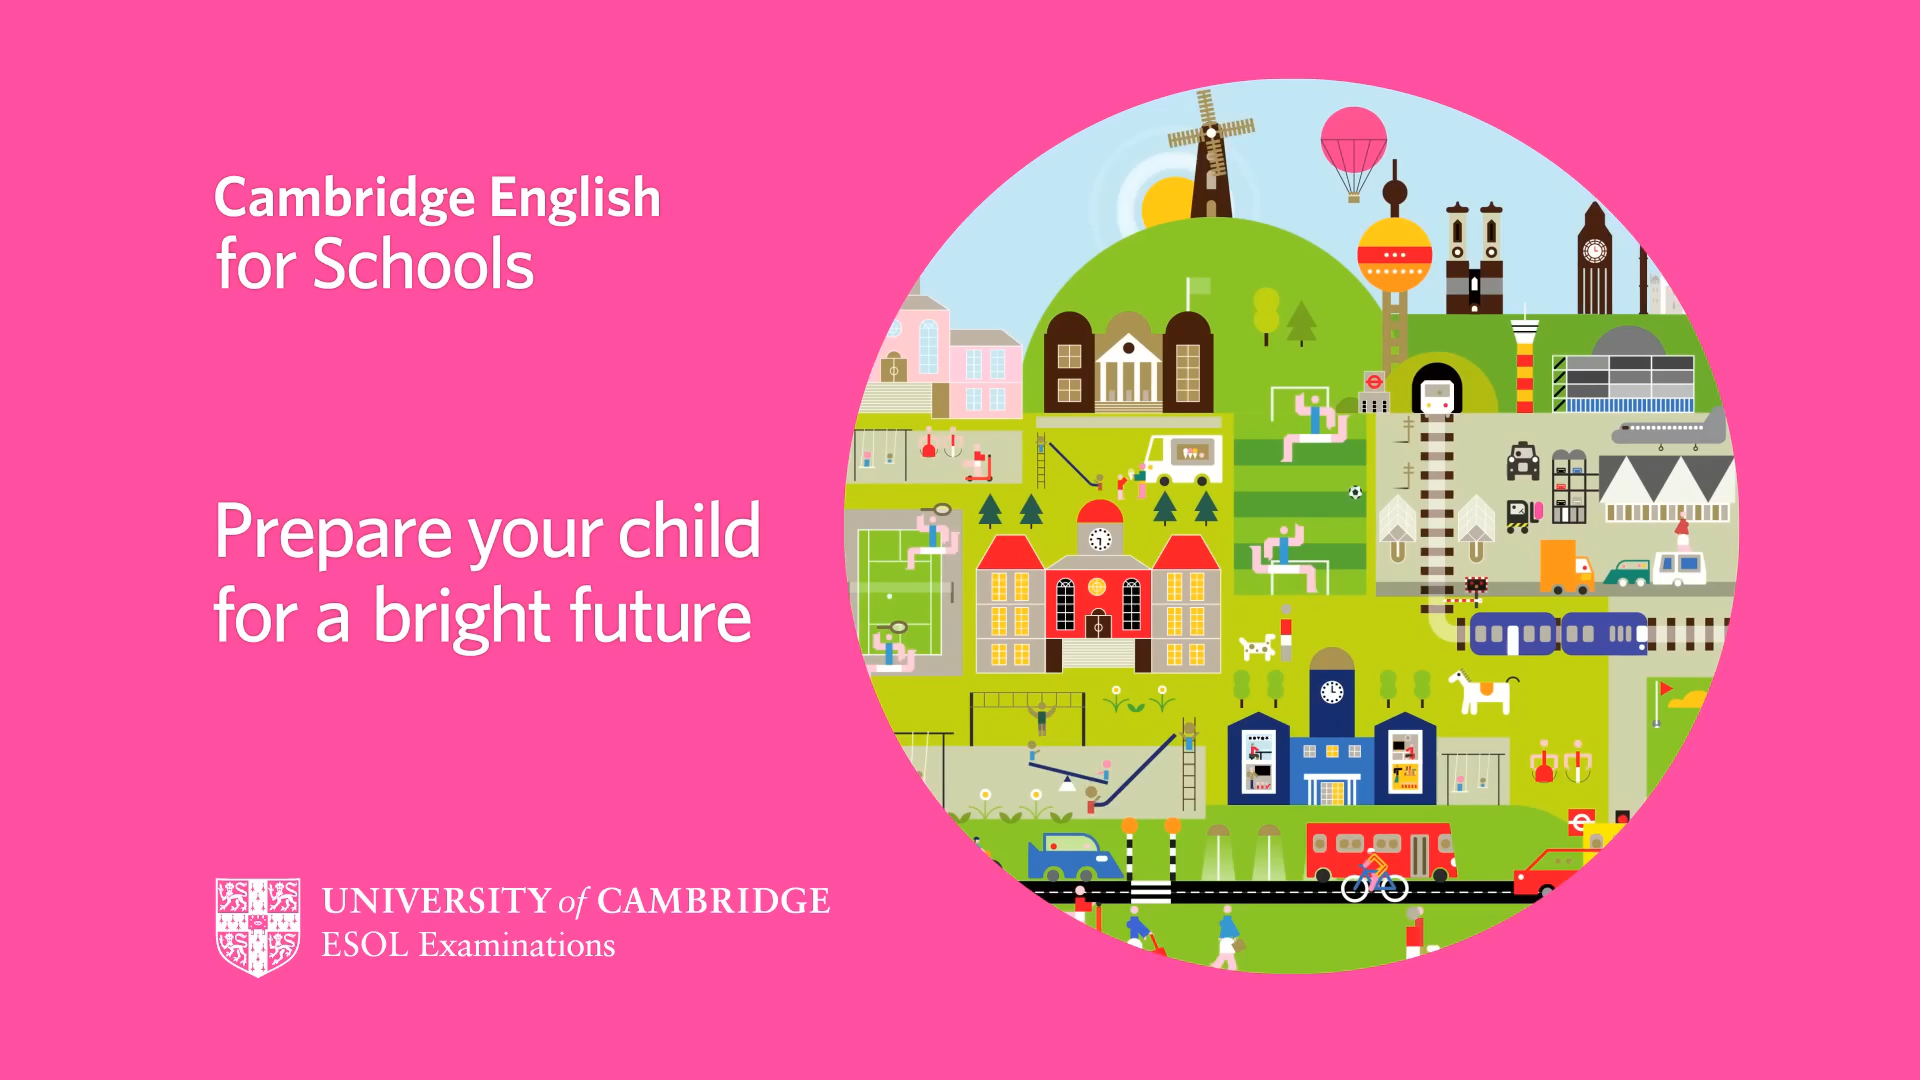 Cambridge English
for Schools
Prepare your child
for a bright future
UNIVERSITY of CAMBRIDGE
ESOL Examinations